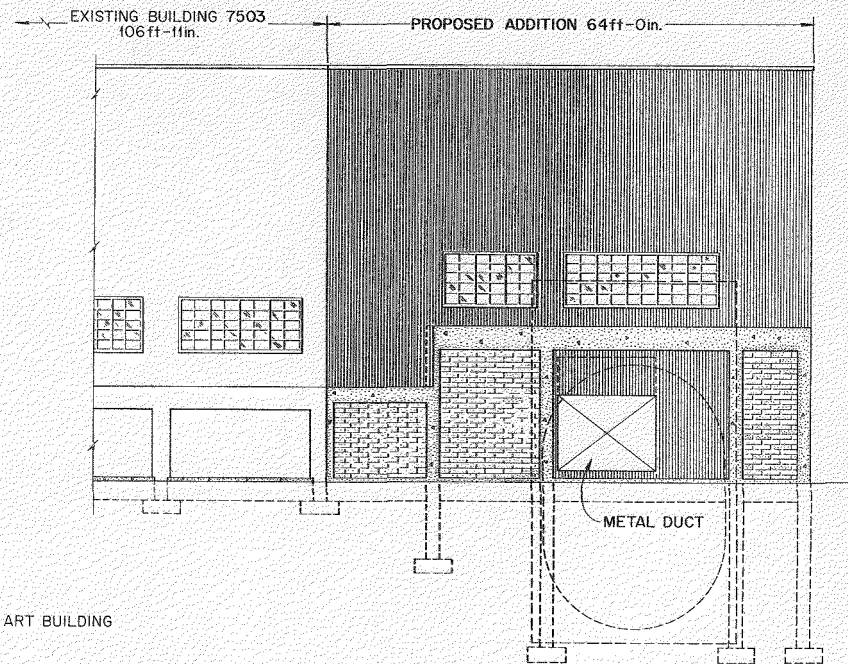 EXISTING BUILDING 7503
106ft-11in.
PROPOSED ADDITION 64ft-0in.
METAL DUCT
ART BUILDING